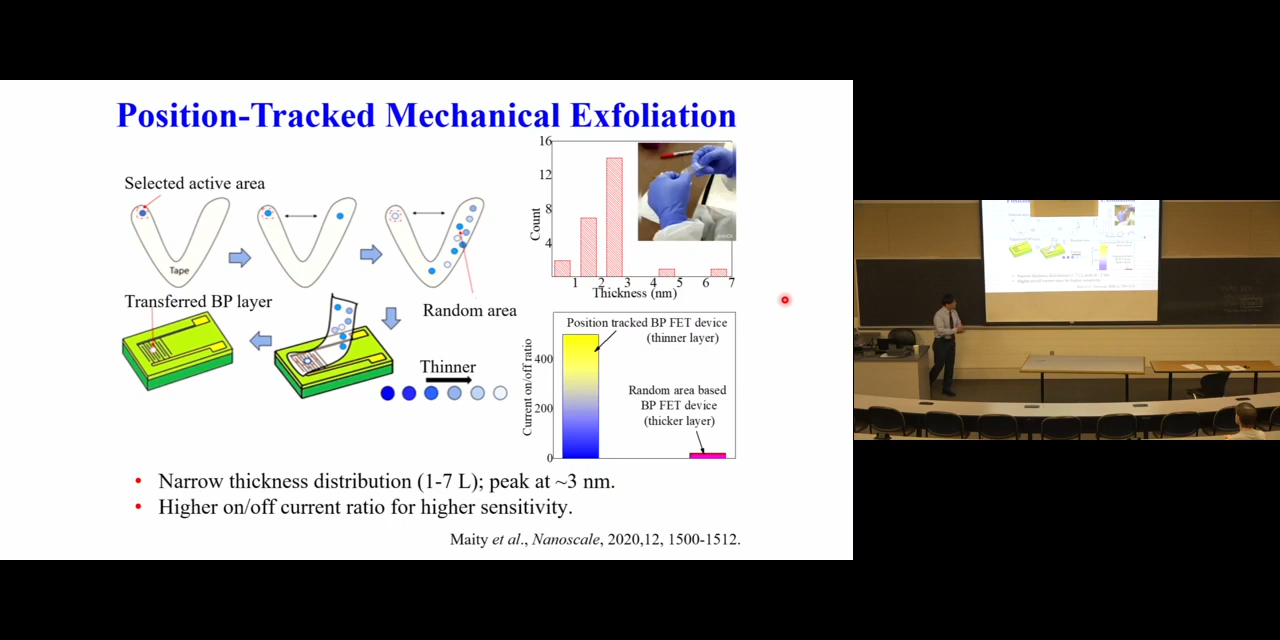 Position-Tracked Mechanical Exfoliation
Selected active area
Tape
Transferred BP layer
Random area
Thinner
16
12
8
4
Count
1
2
3
4
5
6
7
Thickness (nm)
Position tracked BP FET device
(thinner layer)
Random area based
BP FET device
(thicker layer)
400
200
0
Current on/off ratio
• Narrow thickness distribution (1-7 L); peak at ~3 nm.
• Higher on/off current ratio for higher sensitivity.
Maity et al., Nanoscale, 2020,12, 1500-1512.